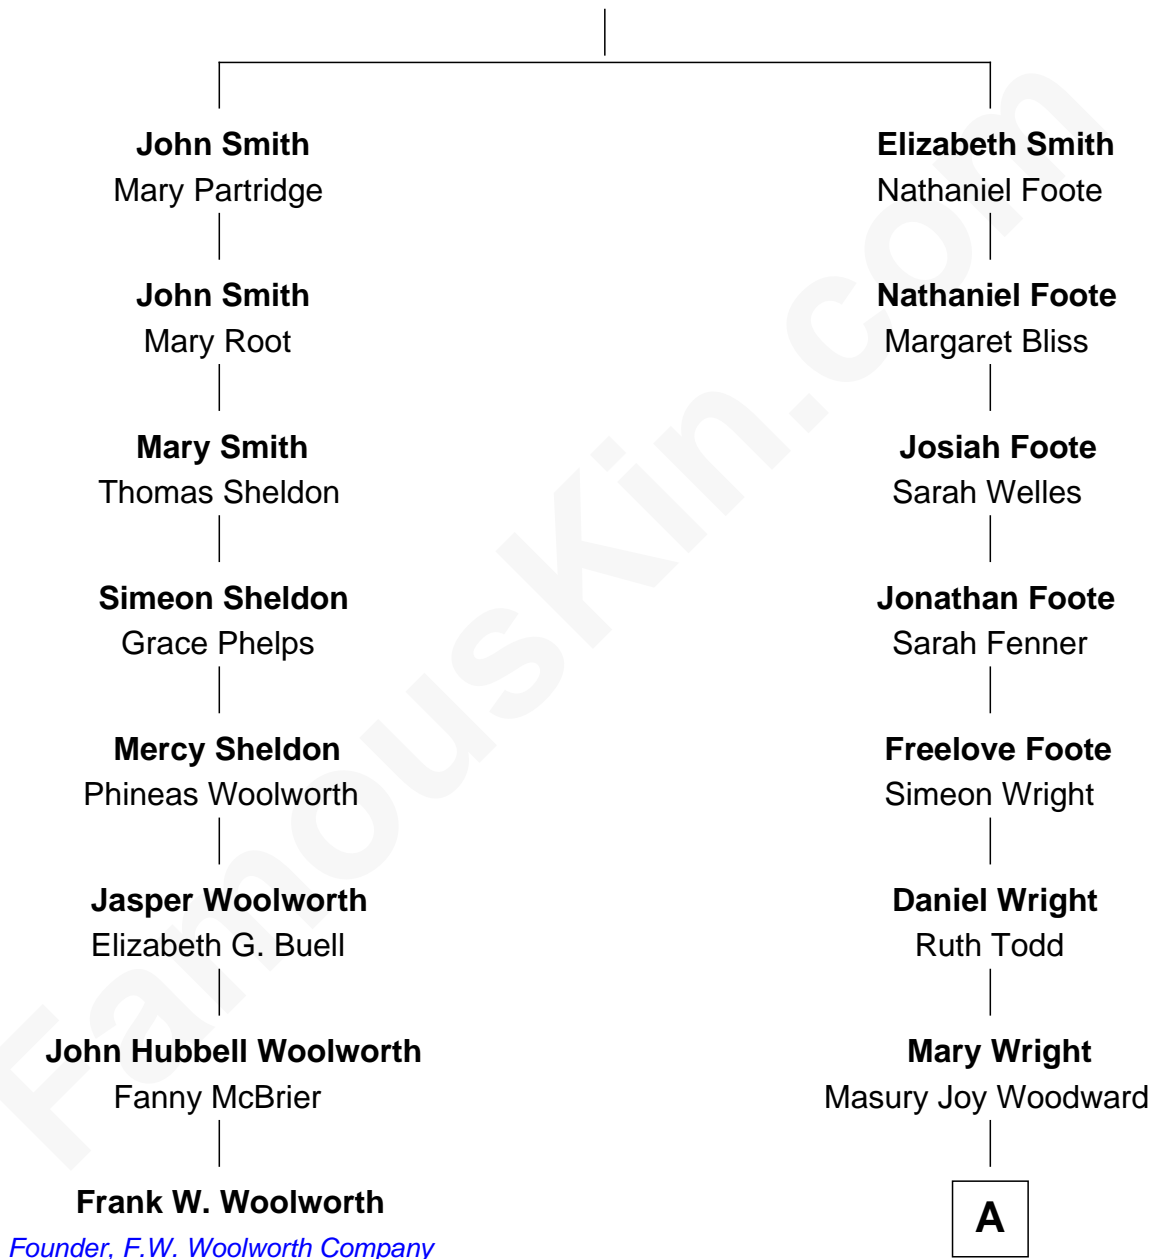 John Smith
Mary Partridge
John Smith
Mary Root
Mary Smith
Thomas Sheldon
Simeon Sheldon
Grace Phelps
Mercy Sheldon
Phineas Woolworth
Jasper Woolworth
Elizabeth G. Buell
John Hubbell Woolworth
Fanny McBrier
Frank W. Woolworth
Founder, F.W. Woolworth Company
Elizabeth Smith
Nathaniel Foote
Nathaniel Foote
Margaret Bliss
Josiah Foote
Sarah Welles
Jonathan Foote
Sarah Fenner
Freelove Foote
Simeon Wright
Daniel Wright
Ruth Todd
Mary Wright
Masury Joy Woodward
A
FamousKin.com